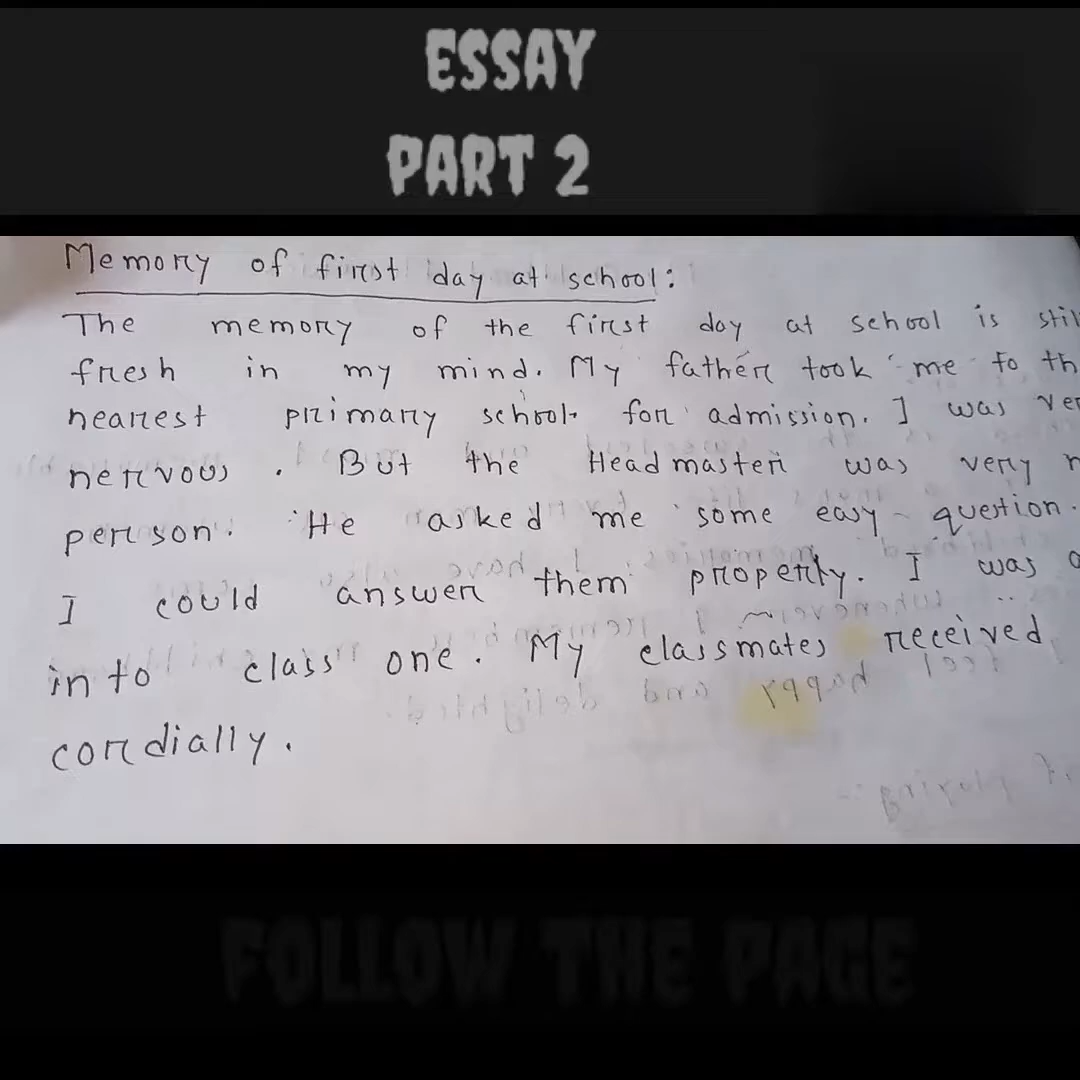 ESSAY
PART 2
Memory of first day at school:
The memory of the first day at school is stil
fresh in my mind. My father took me to th
nearest primary school for admission. I was ver
nervous. But the Headmaster was very n
person. He asked me some easy question.
I could answer them properly. I was a
into class one. My classmates received
cordially.
FOLLOW THE PAGE